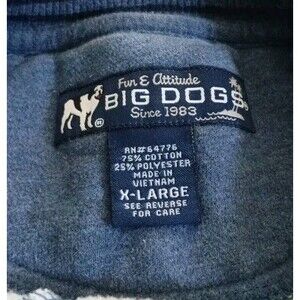 Fun & Attitude
BIG DOGS
Since 1983
RN#64776
75% COTTON
25% POLYESTER
MADE IN
VIETNAM
X-LARGE
SEE REVERSE
FOR CARE